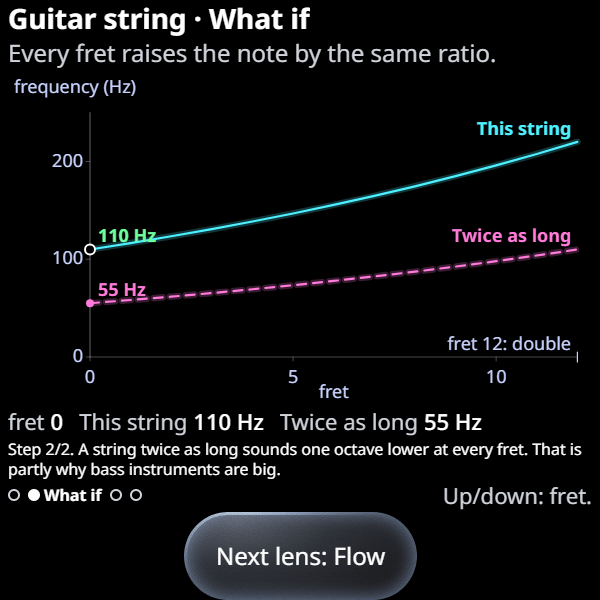 Guitar string · What if
Every fret raises the note by the same ratio.
frequency (Hz)
This string
200
110 Hz
Twice as long
100
55 Hz
fret 12: double
0
0 5 10
fret
fret 0 This string 110 Hz Twice as long 55 Hz
Step 2/2. A string twice as long sounds one octave lower at every fret. That is
partly why bass instruments are big.
What if
Up/down: fret.
Next lens: Flow